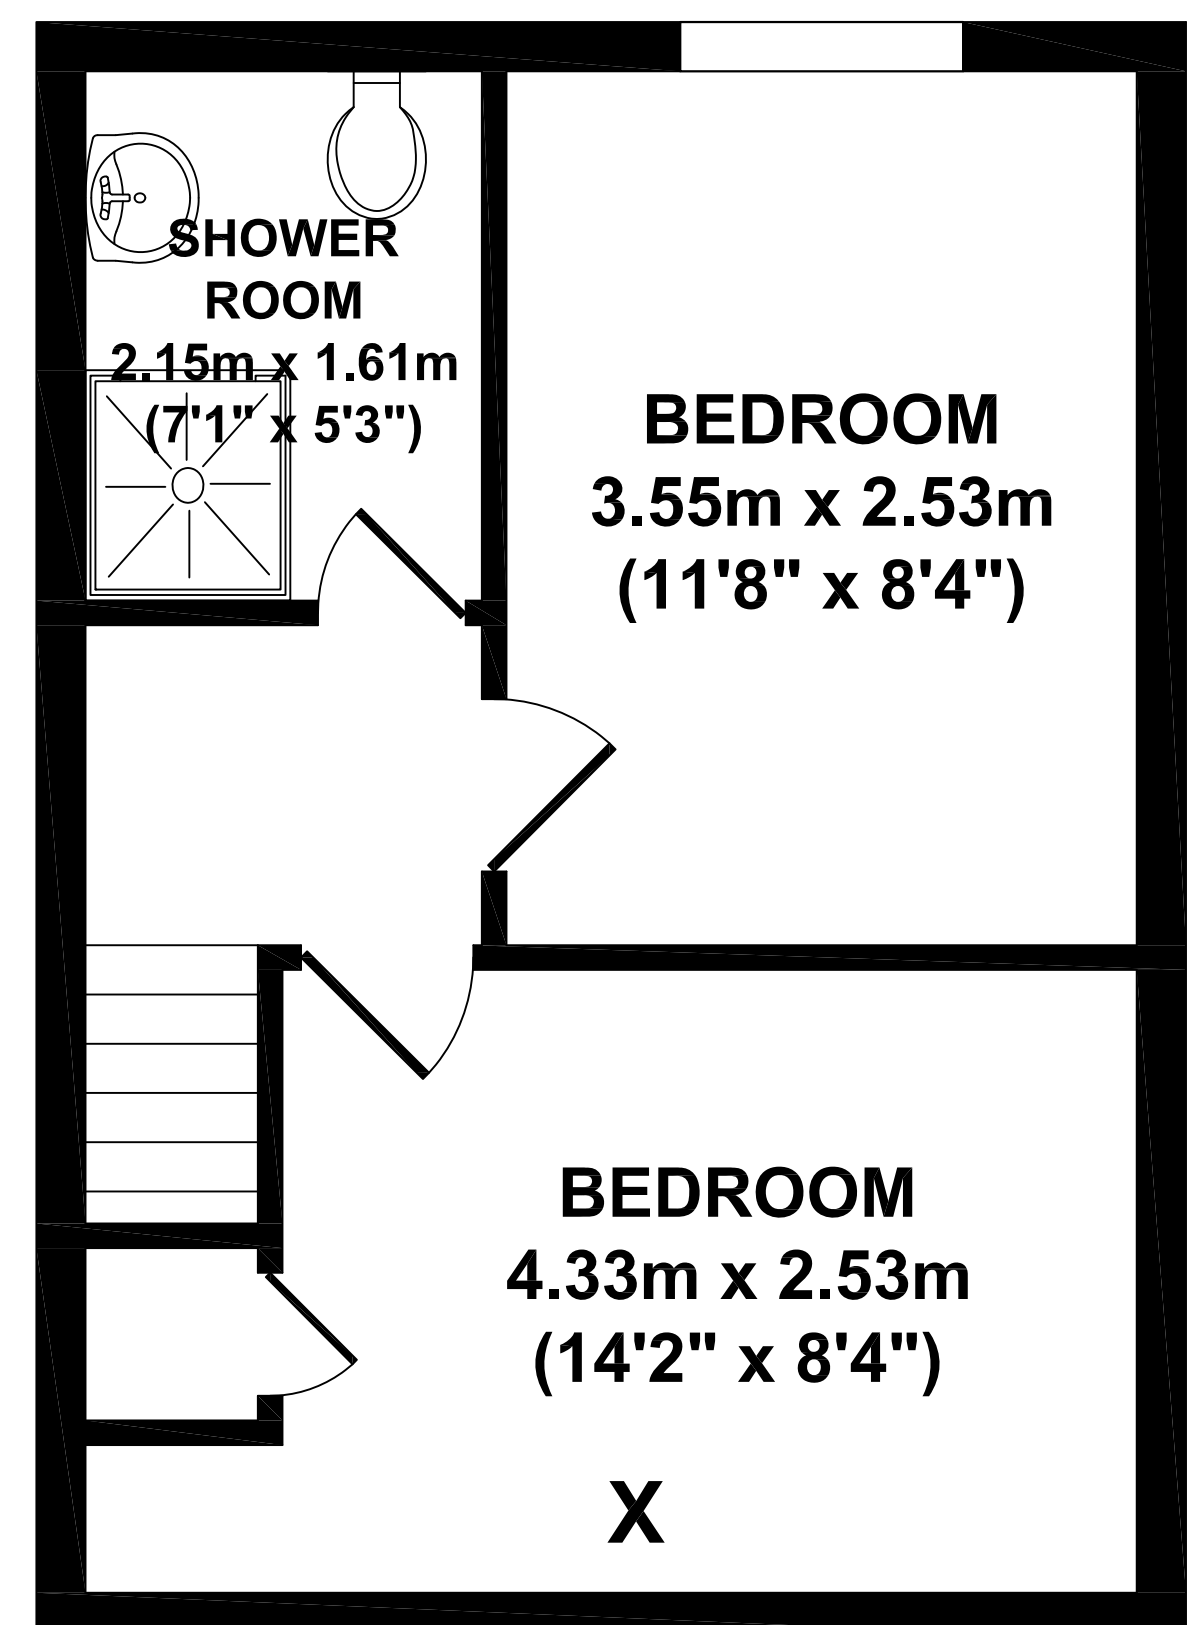 SHOWER
ROOM
2.15m x 1.61m
(7'1" x 5'3")
BEDROOM
3.55m x 2.53m
(11'8" x 8'4")
BEDROOM
4.33m x 2.53m
(14'2" x 8'4")
X